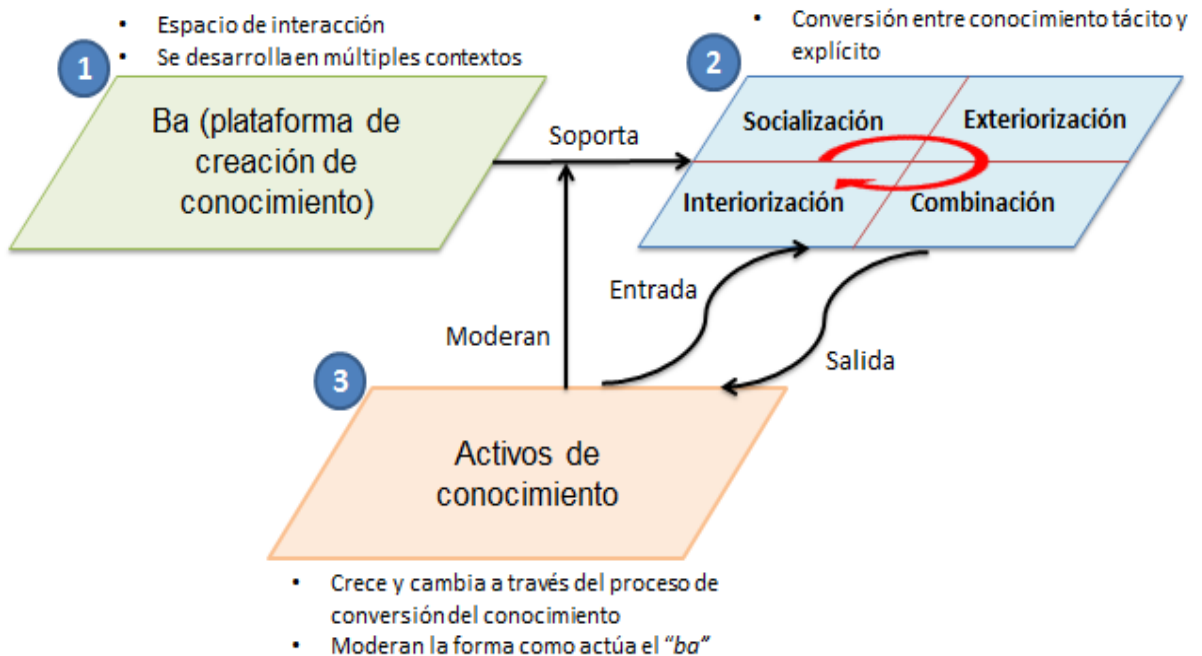 • Espacio de interacción
• Se desarrolla en múltiples contextos
1
Ba (plataforma de
creación de
conocimiento)
Soporta
• Conversión entre conocimiento tácito y
explícito
2
Socialización
Exteriorización
Interiorización
Combinación
Entrada
Moderan
Salida
3
Activos de
conocimiento
• Crece y cambia a través del proceso de
conversión del conocimiento
• Moderan la forma como actúa el “ba”